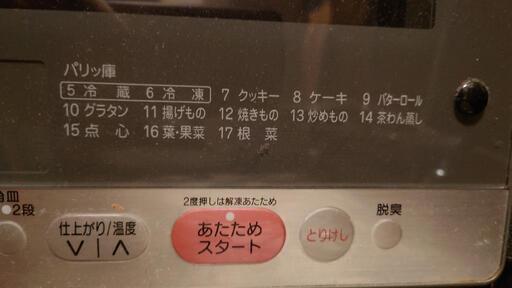 パリッ庫
5 冷 蔵 6 冷 凍 7 クッキー 8 ケーキ 9 バターロール
10 グラタン 11 揚げもの 12 焼きもの 13 炒めもの 14 茶わん蒸し
15 点 心 16 葉・果菜 17 根 菜
角皿
2段
2度押しは解凍あたため
仕上がり/温度
あたため
スタート
とりけし
脱臭